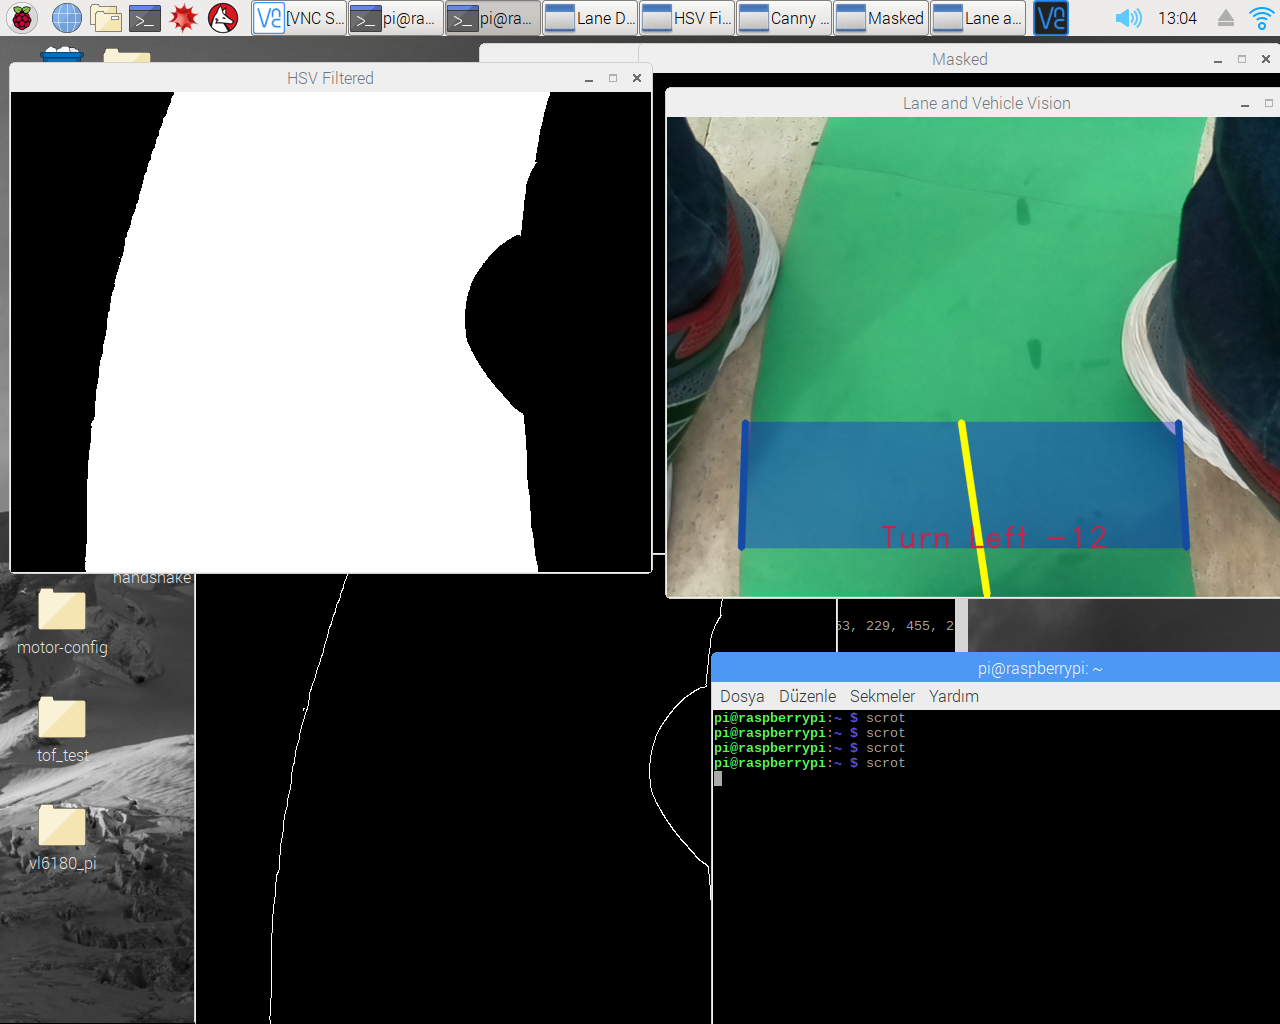 [VNC S... pi@ra... pi@ra... Lane D... HSV Fi... Canny ... Masked Lane a... 13:04
Masked
HSV Filtered
Lane and Vehicle Vision
Turn Left -12
handsnake
motor-config
tof_test
vl6180_pi
53, 229, 455, 2
pi@raspberrypi: ~
Dosya Düzenle Sekmeler Yardım
pi@raspberrypi:~ $ scrot
pi@raspberrypi:~ $ scrot
pi@raspberrypi:~ $ scrot
pi@raspberrypi:~ $ scrot